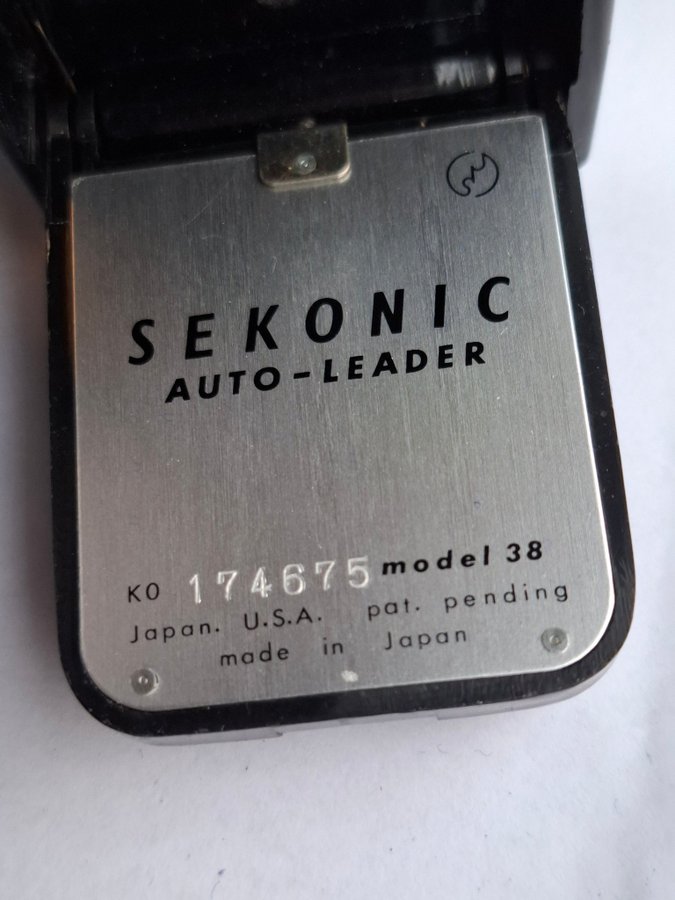 SEKONIC
AUTO-LEADER
KO 174675 model 38
Japan. U.S.A. pat. pending
made in Japan